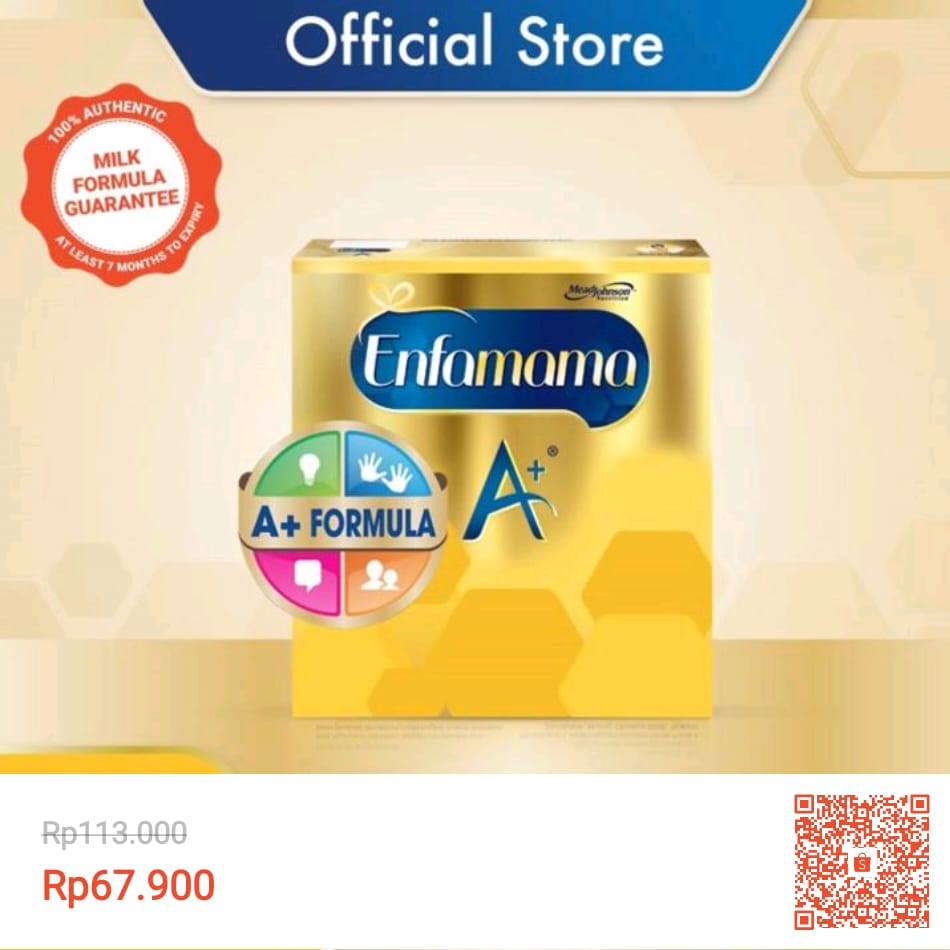 Official Store
100% AUTHENTIC
MILK
FORMULA
GUARANTEE
AT LEAST 7 MONTHS TO EXPIRY
MeadJohnson
Nutrition
Enfamama
A+®
A+ FORMULA
Rp113.000
Rp67.900